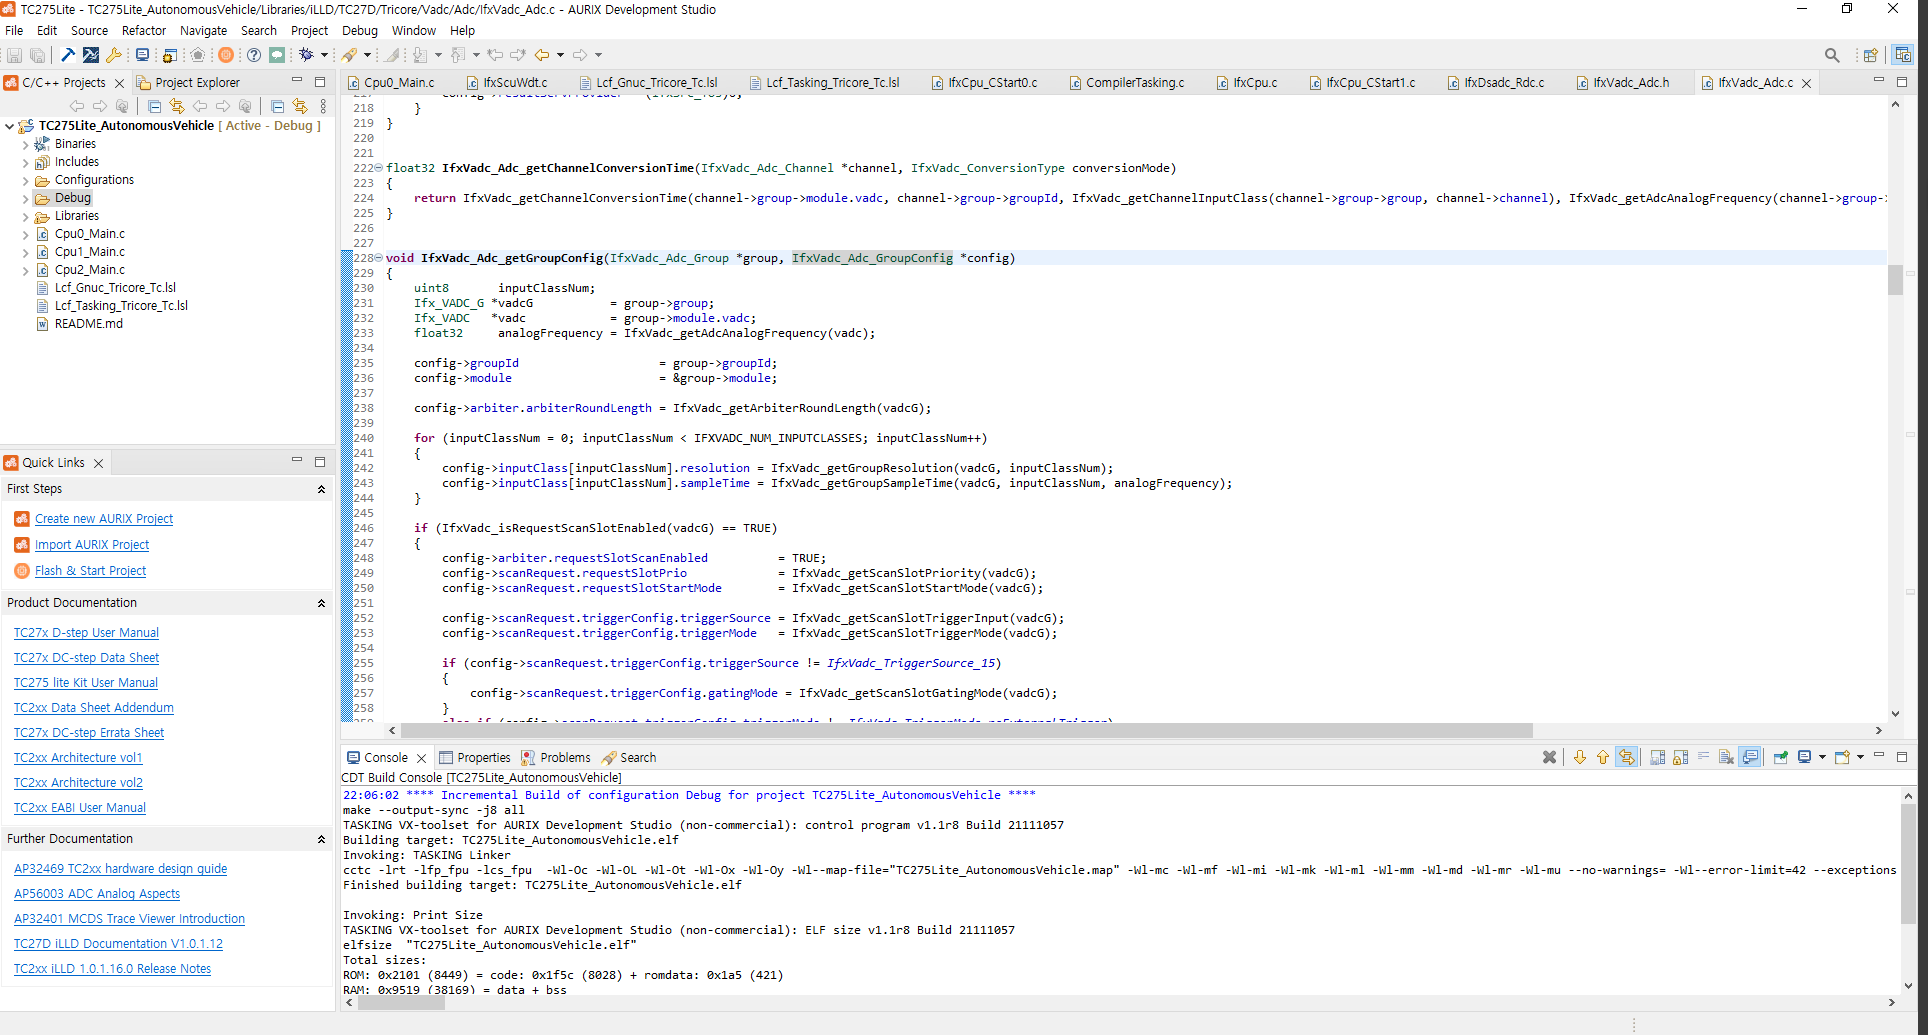 TC275Lite - TC275Lite_AutonomousVehicle/Libraries/iLLD/TC27D/Tricore/Vadc/Adc/IfxVadc_Adc.c - AURIX Development Studio
File Edit Source Refactor Navigate Search Project Debug Window Help
C/C++ Projects Project Explorer
TC275Lite_AutonomousVehicle [ Active - Debug ]
Binaries
Includes
Configurations
Debug
Libraries
Cpu0_Main.c
Cpu1_Main.c
Cpu2_Main.c
Lcf_Gnuc_Tricore_Tc.lsl
Lcf_Tasking_Tricore_Tc.lsl
README.md
Quick Links
First Steps
Create new AURIX Project
Import AURIX Project
Flash & Start Project
Product Documentation
TC27x D-step User Manual
TC27x DC-step Data Sheet
TC275 lite Kit User Manual
TC2xx Data Sheet Addendum
TC27x DC-step Errata Sheet
TC2xx Architecture vol1
TC2xx Architecture vol2
TC2xx EABI User Manual
Further Documentation
AP32469 TC2xx hardware design guide
AP56003 ADC Analog Aspects
AP32401 MCDS Trace Viewer Introduction
TC27D iLLD Documentation V1.0.1.12
TC2xx iLLD 1.0.1.16.0 Release Notes
Cpu0_Main.c IfxScuWdt.c Lcf_Gnuc_Tricore_Tc.lsl Lcf_Tasking_Tricore_Tc.lsl IfxCpu_CStart0.c CompilerTasking.c IfxCpu.c IfxCpu_CStart1.c IfxDsadc_Rdc.c IfxVadc_Adc.h IfxVadc_Adc.c
218 }
219 }
220
221
222 float32 IfxVadc_Adc_getChannelConversionTime(IfxVadc_Adc_Channel *channel, IfxVadc_ConversionType conversionMode)
223 {
224 return IfxVadc_getChannelConversionTime(channel->group->module.vadc, channel->group->groupId, IfxVadc_getChannelInputClass(channel->group->group, channel->channel), IfxVadc_getAdcAnalogFrequency(channel->group->
225 }
226
227
228 void IfxVadc_Adc_getGroupConfig(IfxVadc_Adc_Group *group, IfxVadc_Adc_GroupConfig *config)
229 {
230 uint8 inputClassNum;
231 Ifx_VADC_G *vadcG = group->group;
232 Ifx_VADC *vadc = group->module.vadc;
233 float32 analogFrequency = IfxVadc_getAdcAnalogFrequency(vadc);
234
235 config->groupId = group->groupId;
236 config->module = &group->module;
237
238 config->arbiter.arbiterRoundLength = IfxVadc_getArbiterRoundLength(vadcG);
239
240 for (inputClassNum = 0; inputClassNum < IFXVADC_NUM_INPUTCLASSES; inputClassNum++)
241 {
242 config->inputClass[inputClassNum].resolution = IfxVadc_getGroupResolution(vadcG, inputClassNum);
243 config->inputClass[inputClassNum].sampleTime = IfxVadc_getGroupSampleTime(vadcG, inputClassNum, analogFrequency);
244 }
245
246 if (IfxVadc_isRequestScanSlotEnabled(vadcG) == TRUE)
247 {
248 config->arbiter.requestSlotScanEnabled = TRUE;
249 config->scanRequest.requestSlotPrio = IfxVadc_getScanSlotPriority(vadcG);
250 config->scanRequest.requestSlotStartMode = IfxVadc_getScanSlotStartMode(vadcG);
251
252 config->scanRequest.triggerConfig.triggerSource = IfxVadc_getScanSlotTriggerInput(vadcG);
253 config->scanRequest.triggerConfig.triggerMode = IfxVadc_getScanSlotTriggerMode(vadcG);
254
255 if (config->scanRequest.triggerConfig.triggerSource != IfxVadc_TriggerSource_15)
256 {
257 config->scanRequest.triggerConfig.gatingMode = IfxVadc_getScanSlotGatingMode(vadcG);
258 }
Console Properties Problems Search
CDT Build Console [TC275Lite_AutonomousVehicle]
22:06:02 **** Incremental Build of configuration Debug for project TC275Lite_AutonomousVehicle ****
make --output-sync -j8 all
TASKING VX-toolset for AURIX Development Studio (non-commercial): control program v1.1r8 Build 21111057
Building target: TC275Lite_AutonomousVehicle.elf
Invoking: TASKING Linker
cctc -lrt -lfp_fpu -lcs_fpu -Wl-Oc -Wl-OL -Wl-Ot -Wl-Ox -Wl-Oy -Wl--map-file="TC275Lite_AutonomousVehicle.map" -Wl-mc -Wl-mf -Wl-mi -Wl-mk -Wl-ml -Wl-mm -Wl-md -Wl-mr -Wl-mu --no-warnings= -Wl--error-limit=42 --exceptions
Finished building target: TC275Lite_AutonomousVehicle.elf
Invoking: Print Size
TASKING VX-toolset for AURIX Development Studio (non-commercial): ELF size v1.1r8 Build 21111057
elfsize "TC275Lite_AutonomousVehicle.elf"
Total sizes:
ROM: 0x2101 (8449) = code: 0x1f5c (8028) + romdata: 0x1a5 (421)
RAM: 0x9519 (38169) = data + bss